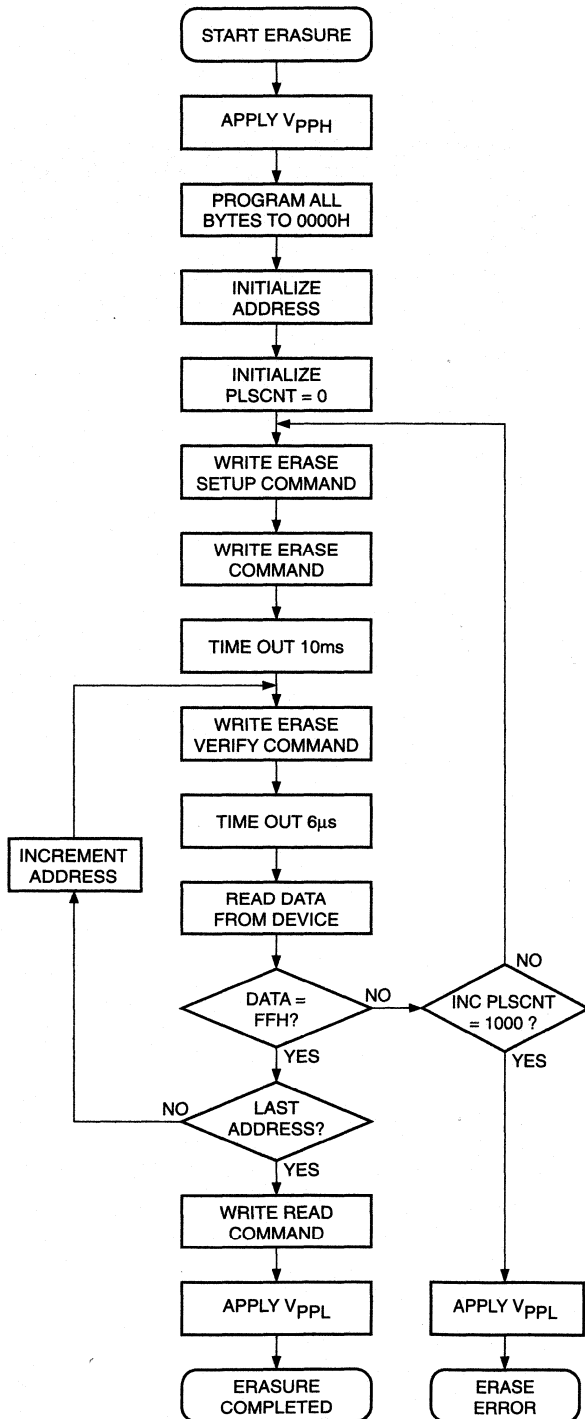 START ERASURE
APPLY VPPH
PROGRAM ALL
BYTES TO 0000H
INITIALIZE
ADDRESS
INITIALIZE
PLSCNT = 0
WRITE ERASE
SETUP COMMAND
WRITE ERASE
COMMAND
TIME OUT 10ms
WRITE ERASE
VERIFY COMMAND
TIME OUT 6µs
INCREMENT
ADDRESS
READ DATA
FROM DEVICE
DATA =
FFH?
NO
YES
INC PLSCNT
= 1000 ?
NO
YES
LAST
ADDRESS?
NO
YES
WRITE READ
COMMAND
APPLY VPPL
APPLY VPPL
ERASURE
COMPLETED
ERASE
ERROR